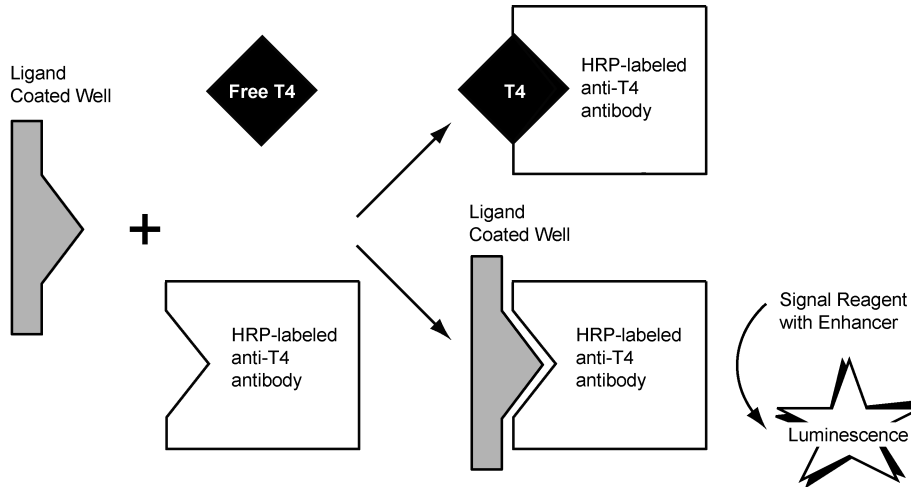 Ligand
Coated Well
Free T4
T4
HRP-labeled
anti-T4
antibody
HRP-labeled
anti-T4
antibody
Ligand
Coated Well
HRP-labeled
anti-T4
antibody
Signal Reagent
with Enhancer
Luminescence